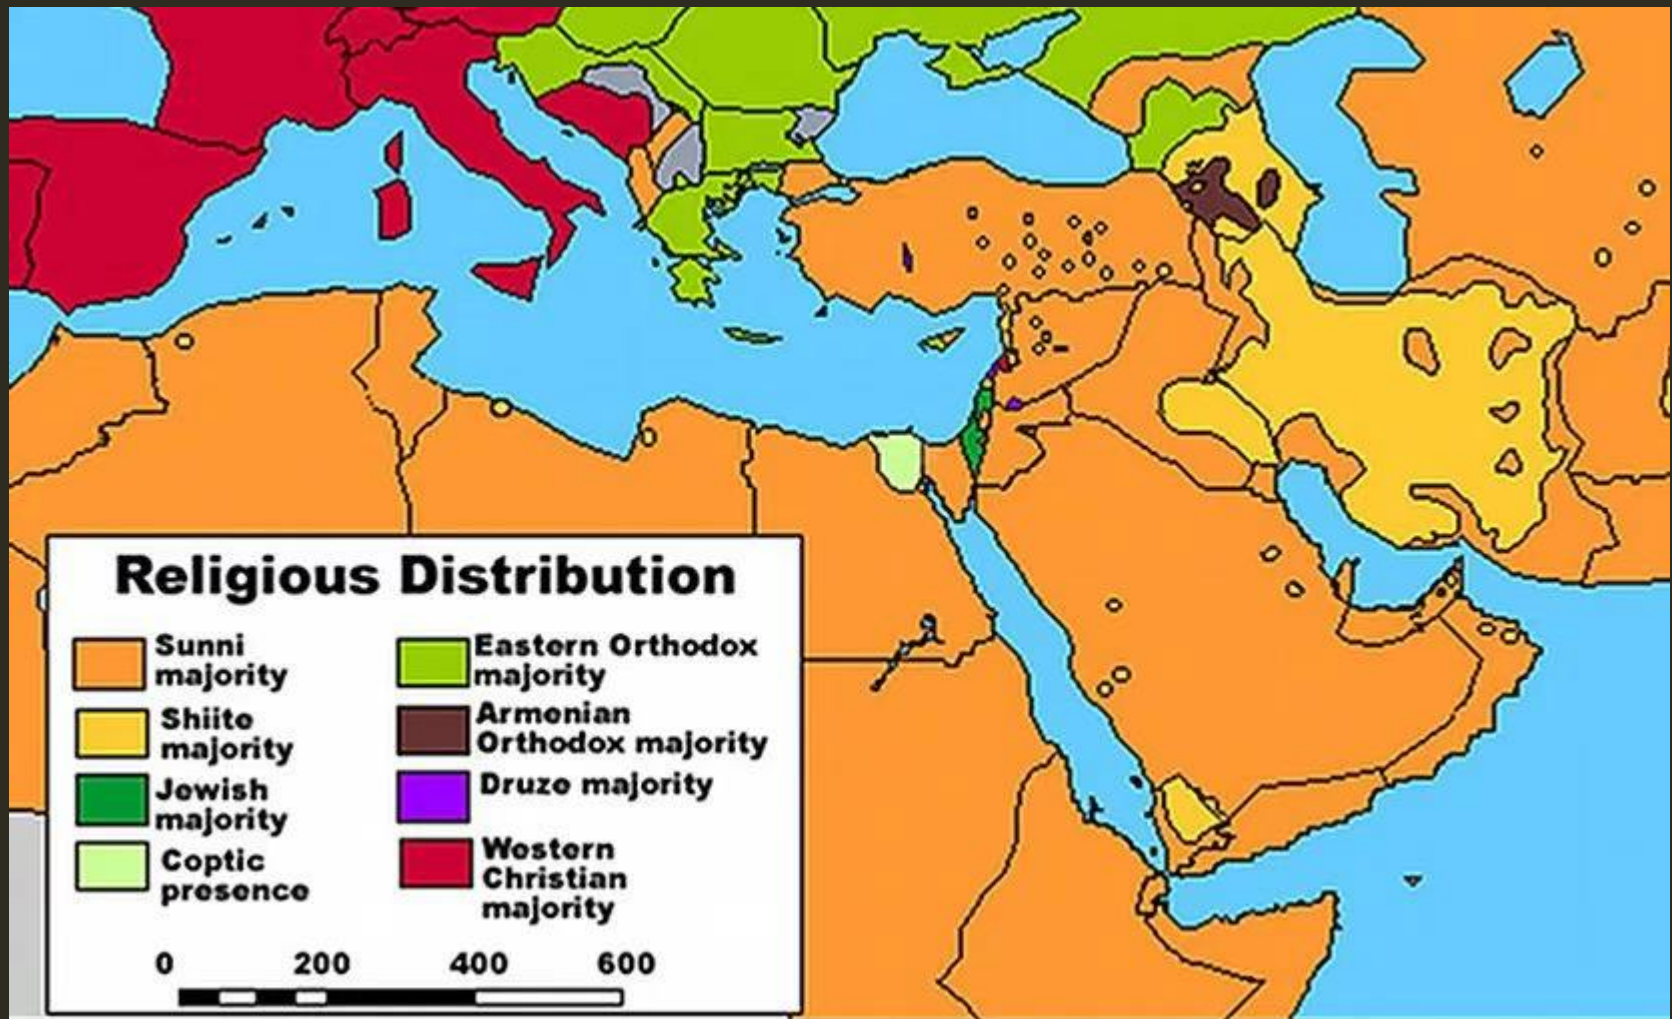 Religious Distribution
Sunni
majority
Shiite
majority
Jewish
majority
Coptic
presence
Eastern Orthodox
majority
Armenian
Orthodox majority
Druze majority
Western
Christian
majority
0 200 400 600